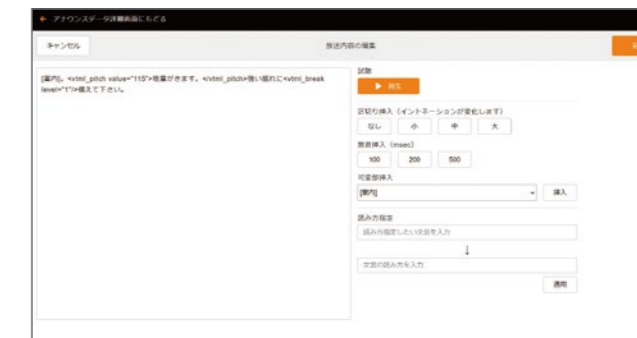 ← アナウンスデータ詳細画面にもどる
キャンセル
放送内容の編集
[案内]。<vtml_pitch value="115">地震がきます。</vtml_pitch>強い揺れに<vtml_break
level="1">備えて下さい。
試聴
▶ 再生
区切り挿入（イントネーションが変化します）
なし 小 中 大
無音挿入（msec）
100 200 500
可変部挿入
[案内] 挿入
読み方指定
読み方指定したい文言を入力
↓
文言の読み方を入力
適用